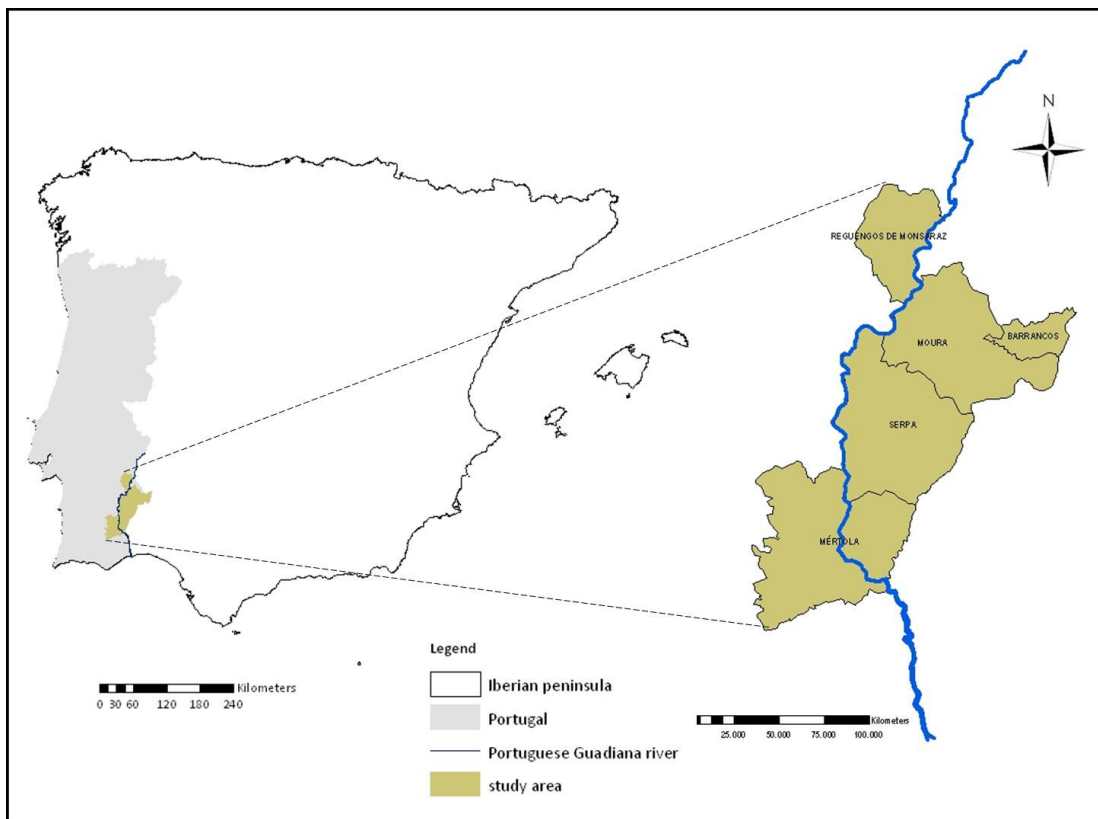 N
REGUENGOS DE MONSARAZ
MOURA
BARRANCOS
SERPA
MÉRTOLA
Legend
Iberian peninsula
Portugal
Portuguese Guadiana river
study area
Kilometers
0 30 60 120 180 240
Kilometers
25.000 50.000 75.000 100.000